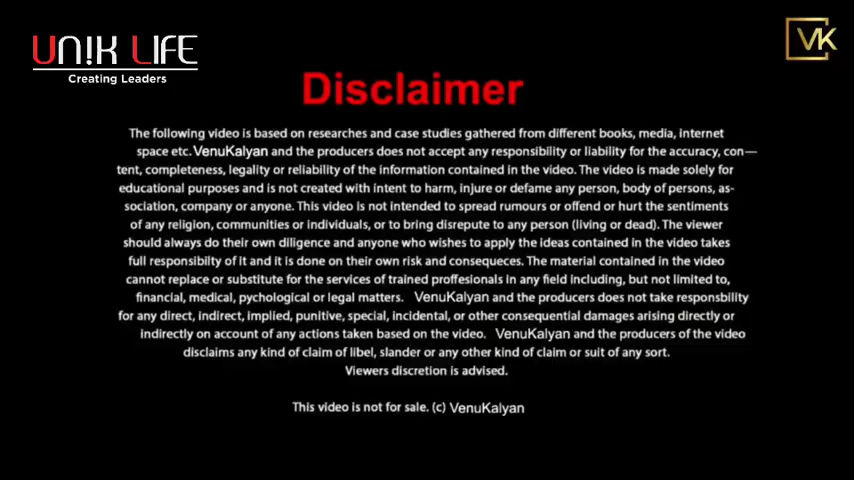 UN!K LIFE
Creating Leaders
VK
Disclaimer
The following video is based on researches and case studies gathered from different books, media, internet
space etc. VenuKalyan and the producers does not accept any responsibility or liability for the accuracy, con—
tent, completeness, legality or reliability of the information contained in the video. The video is made solely for
educational purposes and is not created with intent to harm, injure or defame any person, body of persons, as-
sociation, company or anyone. This video is not intended to spread rumours or offend or hurt the sentiments
of any religion, communities or individuals, or to bring disrepute to any person (living or dead). The viewer
should always do their own diligence and anyone who wishes to apply the ideas contained in the video takes
full responsibilty of it and it is done on their own risk and consequeces. The material contained in the video
cannot replace or substitute for the services of trained proffesionals in any field including, but not limited to,
financial, medical, pychological or legal matters. VenuKalyan and the producers does not take responsbility
for any direct, indirect, implied, punitive, special, incidental, or other consequential damages arising directly or
indirectly on account of any actions taken based on the video. VenuKalyan and the producers of the video
disclaims any kind of claim of libel, slander or any other kind of claim or suit of any sort.
Viewers discretion is advised.
This video is not for sale. (c) VenuKalyan